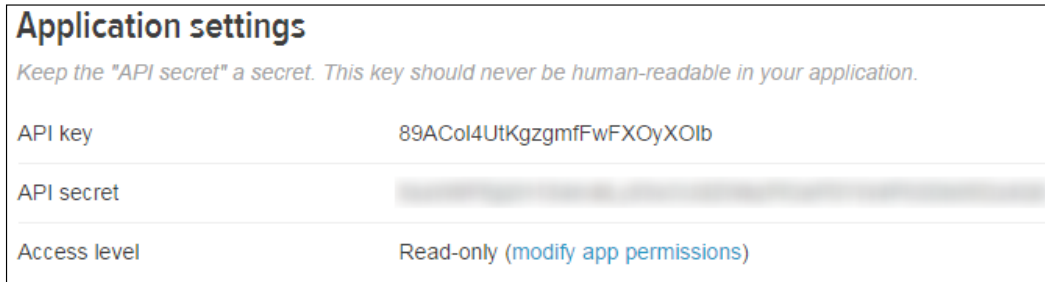 Application settings
Keep the "API secret" a secret. This key should never be human-readable in your application.
API key 89ACol4UtKgzgmfFwFXOyXOIb
API secret
Access level Read-only (modify app permissions)